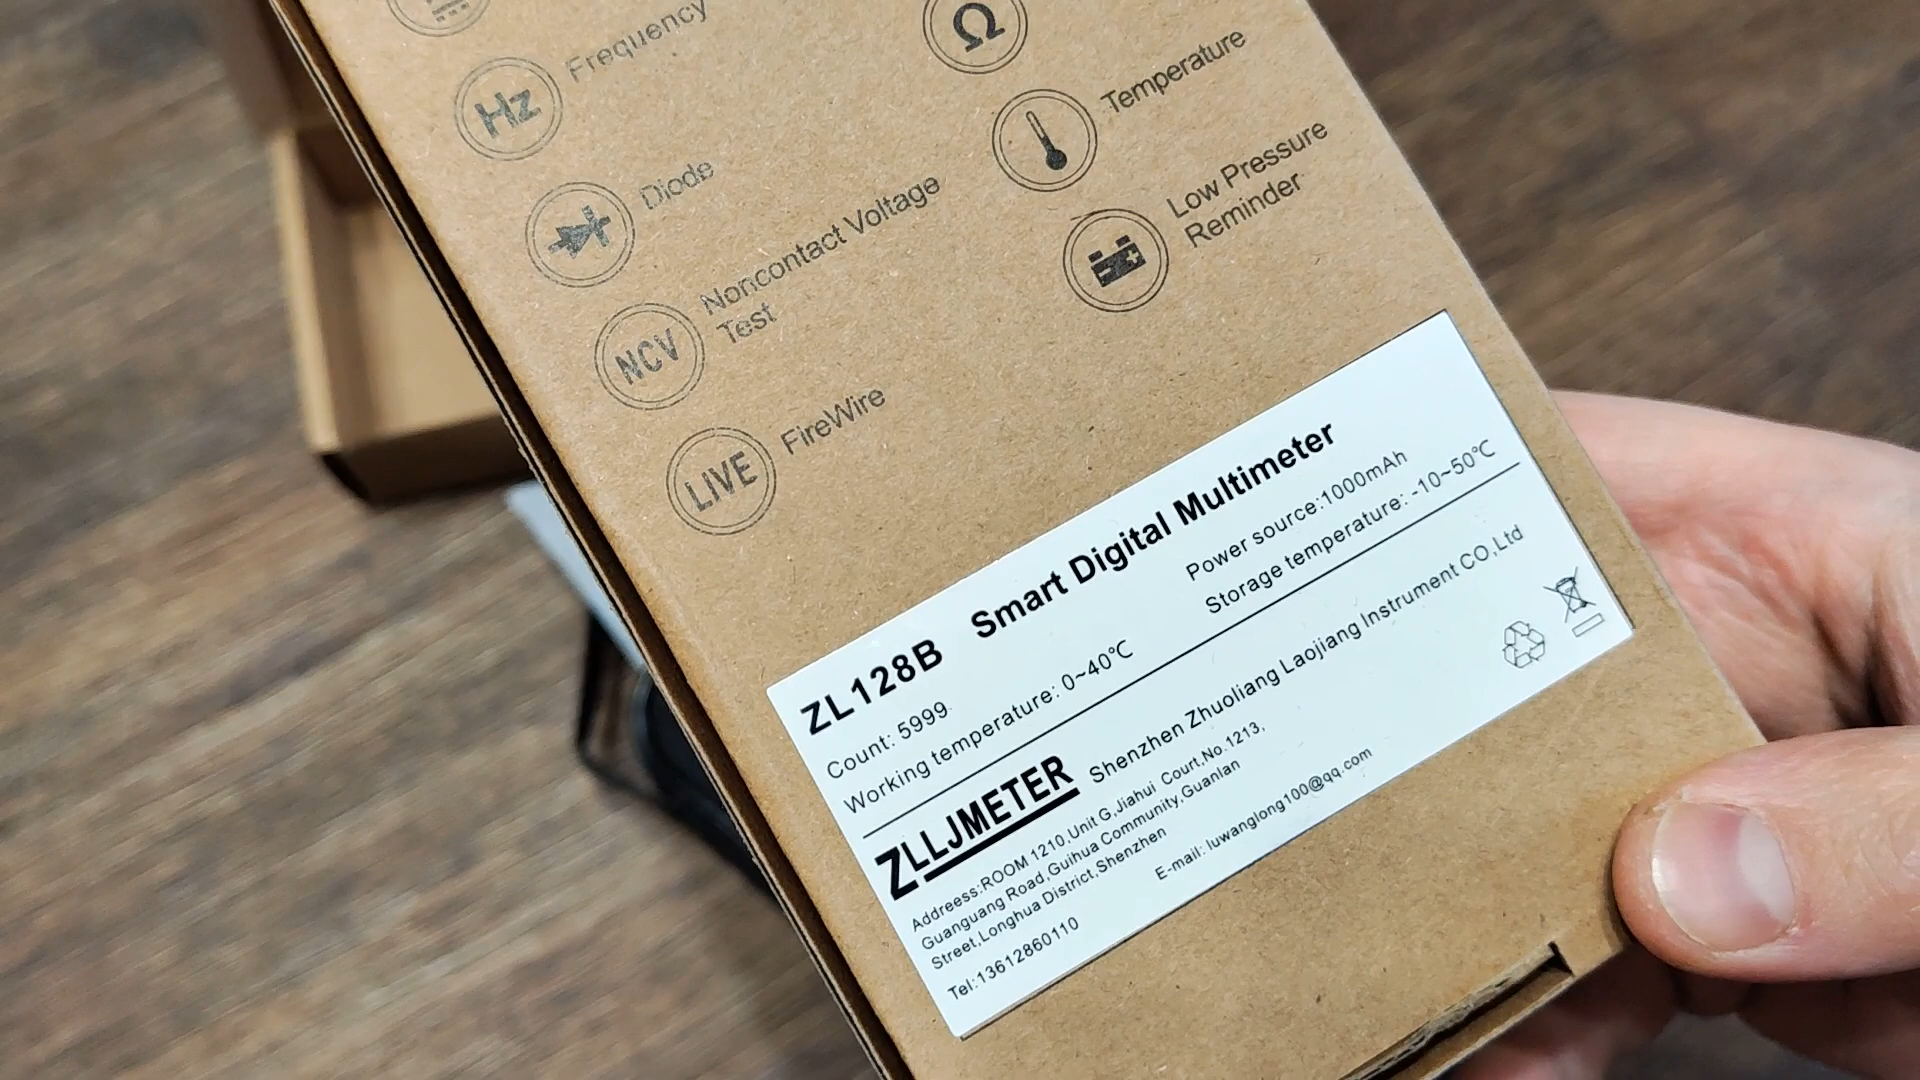 Hz
Frequency
Diode
NCV
Noncontact Voltage
Test
LIVE
FireWire
Ω
Temperature
Low Pressure
Reminder
ZL128B Smart Digital Multimeter
Count: 5999
Power source:1000mAh
Working temperature: 0~40℃
Storage temperature: -10~50℃
ZLLJMETER
Shenzhen Zhuoliang Laojiang Instrument CO,Ltd
Addreess:ROOM 1210,Unit G,Jiahui Court,No.1213,
Guanguang Road,Guihua Community,Guanlan
Street,Longhua District,Shenzhen
Tel:13612860110
E-mail: luwanglong100@qq.com